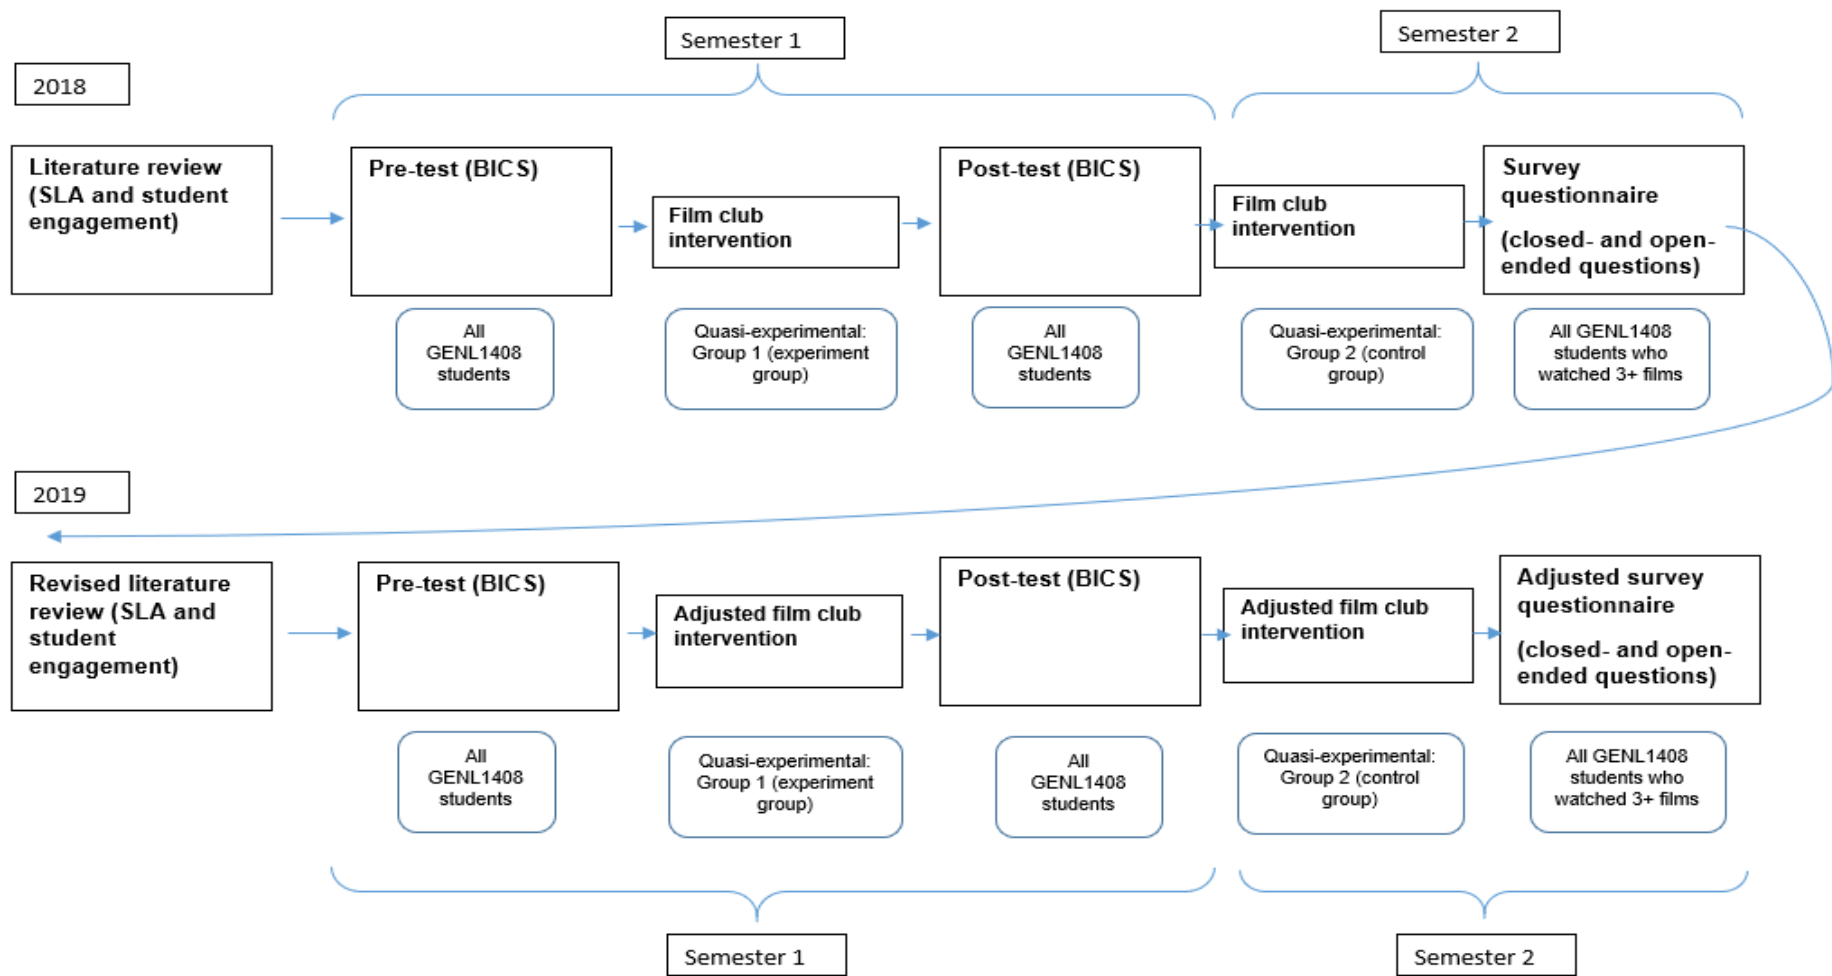 Semester 1
Semester 2
2018
Literature review
(SLA and student
engagement)
Pre-test (BICS)
Film club
intervention
Post-test (BICS)
Film club
intervention
Survey
questionnaire
(closed- and open-
ended questions)
All
GENL1408
students
Quasi-experimental:
Group 1 (experiment
group)
All
GENL1408
students
Quasi-experimental:
Group 2 (control
group)
All GENL1408
students who
watched 3+ films
2019
Revised literature
review (SLA and
student
engagement)
Pre-test (BICS)
Adjusted film club
intervention
Post-test (BICS)
Adjusted film club
intervention
Adjusted survey
questionnaire
(closed- and open-
ended questions)
All
GENL1408
students
Quasi-experimental:
Group 1 (experiment
group)
All
GENL1408
students
Quasi-experimental:
Group 2 (control
group)
All GENL1408
students who
watched 3+ films
Semester 1
Semester 2